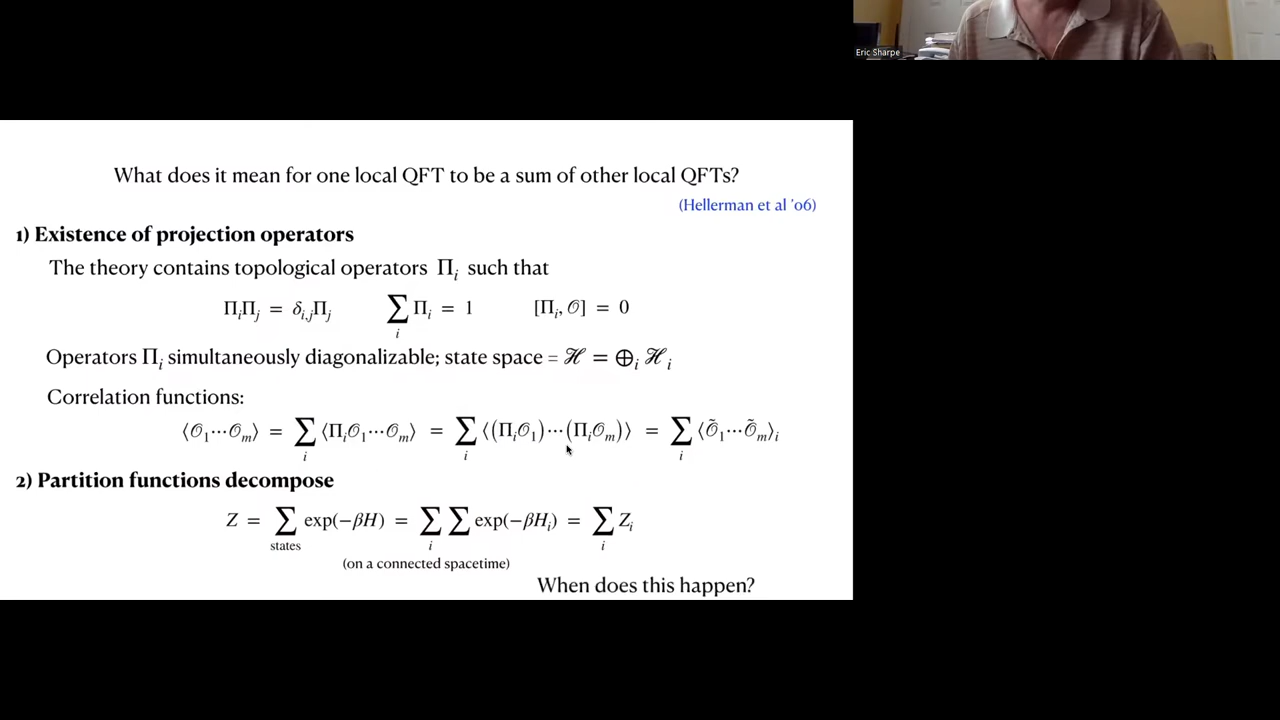 Eric Sharpe
What does it mean for one local QFT to be a sum of other local QFTs?
(Hellerman et al '06)
1) Existence of projection operators
The theory contains topological operators Π_i such that
Π_iΠ_j = δ_{i,j}Π_j     ∑_i Π_i = 1     [Π_i, 𝒪] = 0
Operators Π_i simultaneously diagonalizable; state space = ℋ = ⊕_i ℋ_i
Correlation functions:
⟨𝒪_1⋯𝒪_m⟩ = ∑_i ⟨Π_i𝒪_1⋯𝒪_m⟩ = ∑_i ⟨(Π_i𝒪_1)⋯(Π_i𝒪_m)⟩ = ∑_i ⟨𝒪̃_1⋯𝒪̃_m⟩_i
2) Partition functions decompose
Z = ∑_{states} exp(−βH) = ∑_i ∑ exp(−βH_i) = ∑_i Z_i
(on a connected spacetime)
When does this happen?